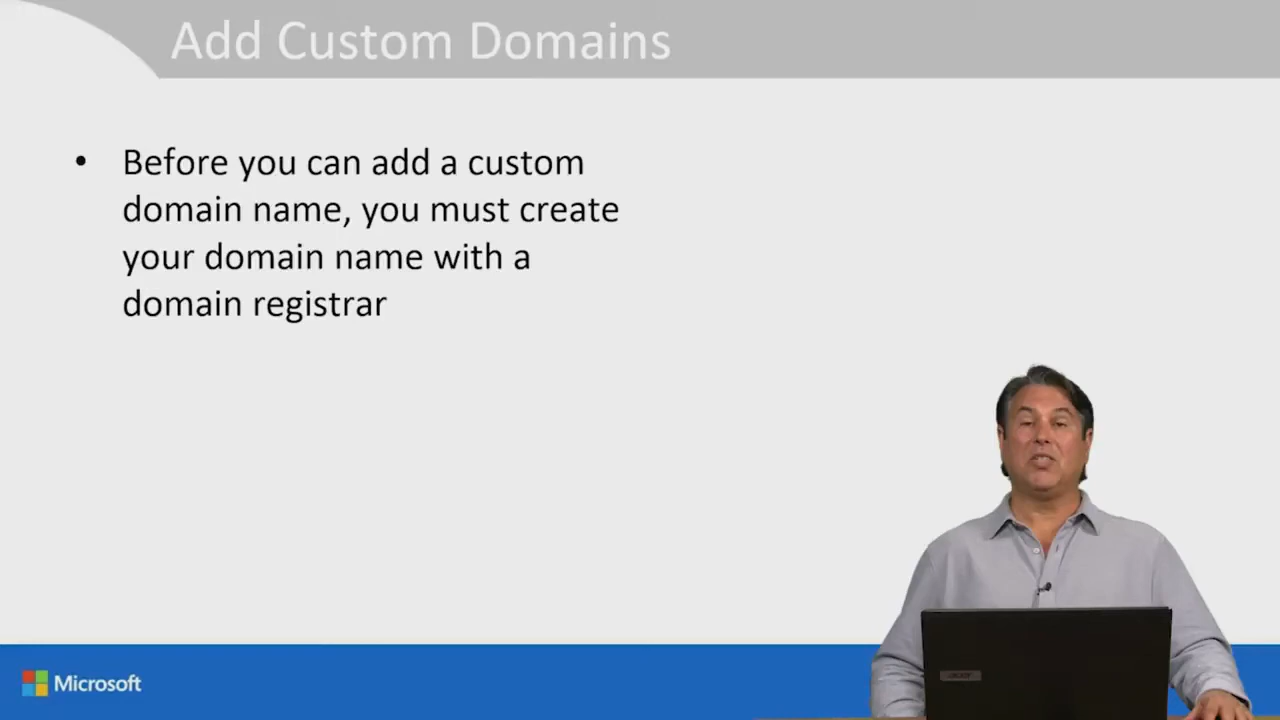 Add Custom Domains
• Before you can add a custom
domain name, you must create
your domain name with a
domain registrar
Microsoft
acer